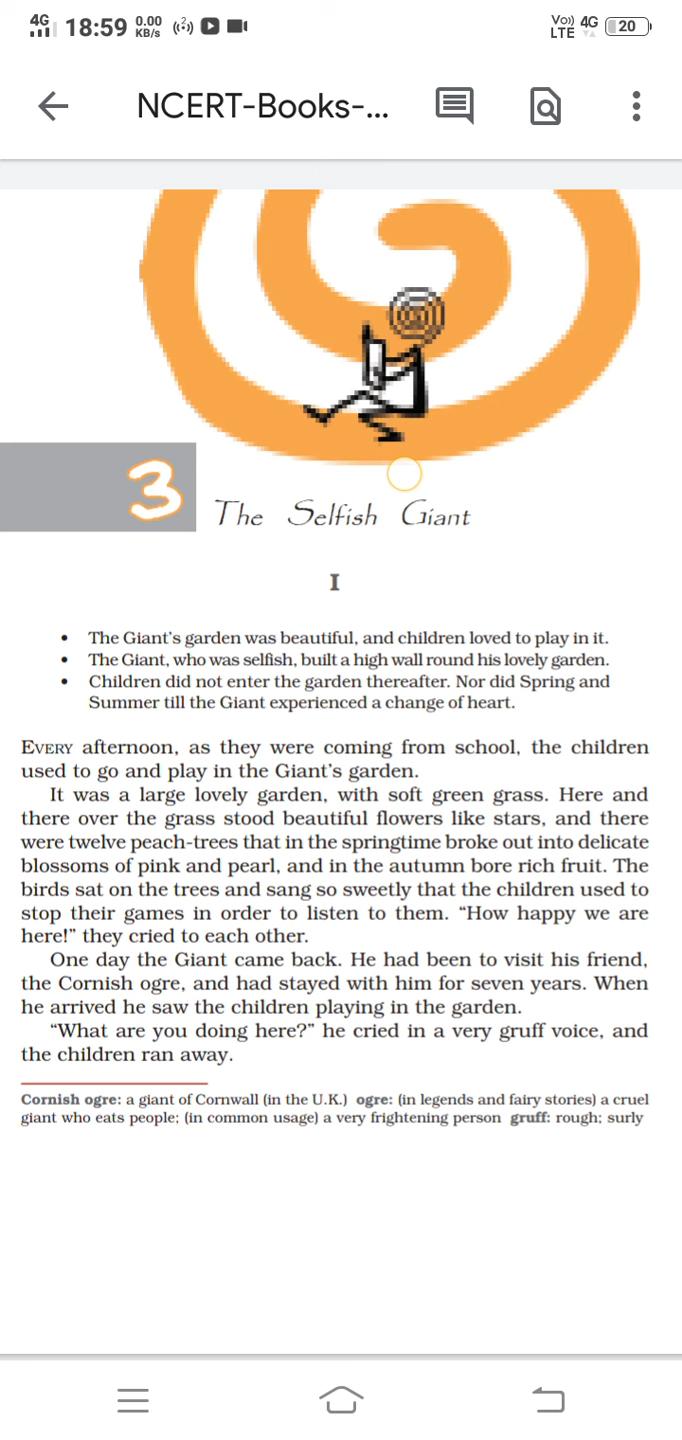 4G 18:59 0.00 KB/s Vo)) LTE 4G 20
NCERT-Books-...
3 The Selfish Giant
I
• The Giant's garden was beautiful, and children loved to play in it.
• The Giant, who was selfish, built a high wall round his lovely garden.
• Children did not enter the garden thereafter. Nor did Spring and
Summer till the Giant experienced a change of heart.
EVERY afternoon, as they were coming from school, the children
used to go and play in the Giant's garden.
It was a large lovely garden, with soft green grass. Here and
there over the grass stood beautiful flowers like stars, and there
were twelve peach-trees that in the springtime broke out into delicate
blossoms of pink and pearl, and in the autumn bore rich fruit. The
birds sat on the trees and sang so sweetly that the children used to
stop their games in order to listen to them. “How happy we are
here!” they cried to each other.
One day the Giant came back. He had been to visit his friend,
the Cornish ogre, and had stayed with him for seven years. When
he arrived he saw the children playing in the garden.
“What are you doing here?” he cried in a very gruff voice, and
the children ran away.
Cornish ogre: a giant of Cornwall (in the U.K.) ogre: (in legends and fairy stories) a cruel
giant who eats people; (in common usage) a very frightening person gruff: rough; surly